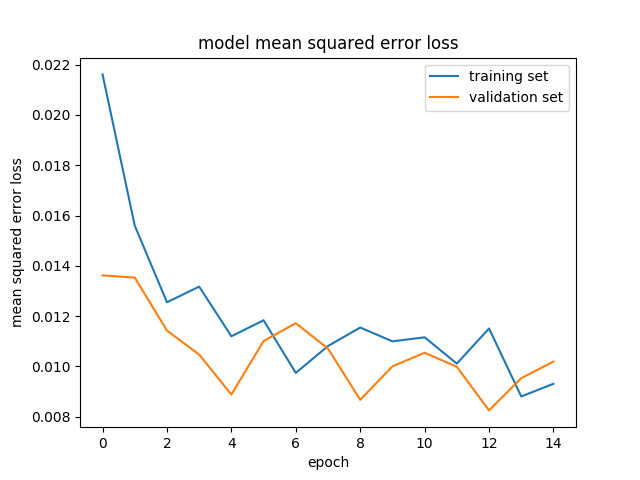 model mean squared error loss
training set
validation set
0.022
0.020
0.018
0.016
0.014
0.012
0.010
0.008
mean squared error loss
0 2 4 6 8 10 12 14
epoch